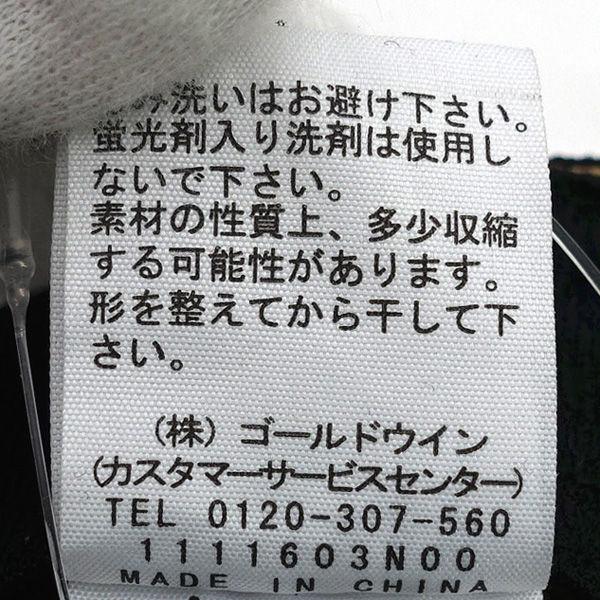 み洗いはお避け下さい。
蛍光剤入り洗剤は使用し
ないで下さい。
素材の性質上、多少収縮
する可能性があります。
形を整えてから干して下
さい。
(株) ゴールドウイン
(カスタマーサービスセンター)
TEL 0120-307-560
1111603N00
MADE IN CHINA